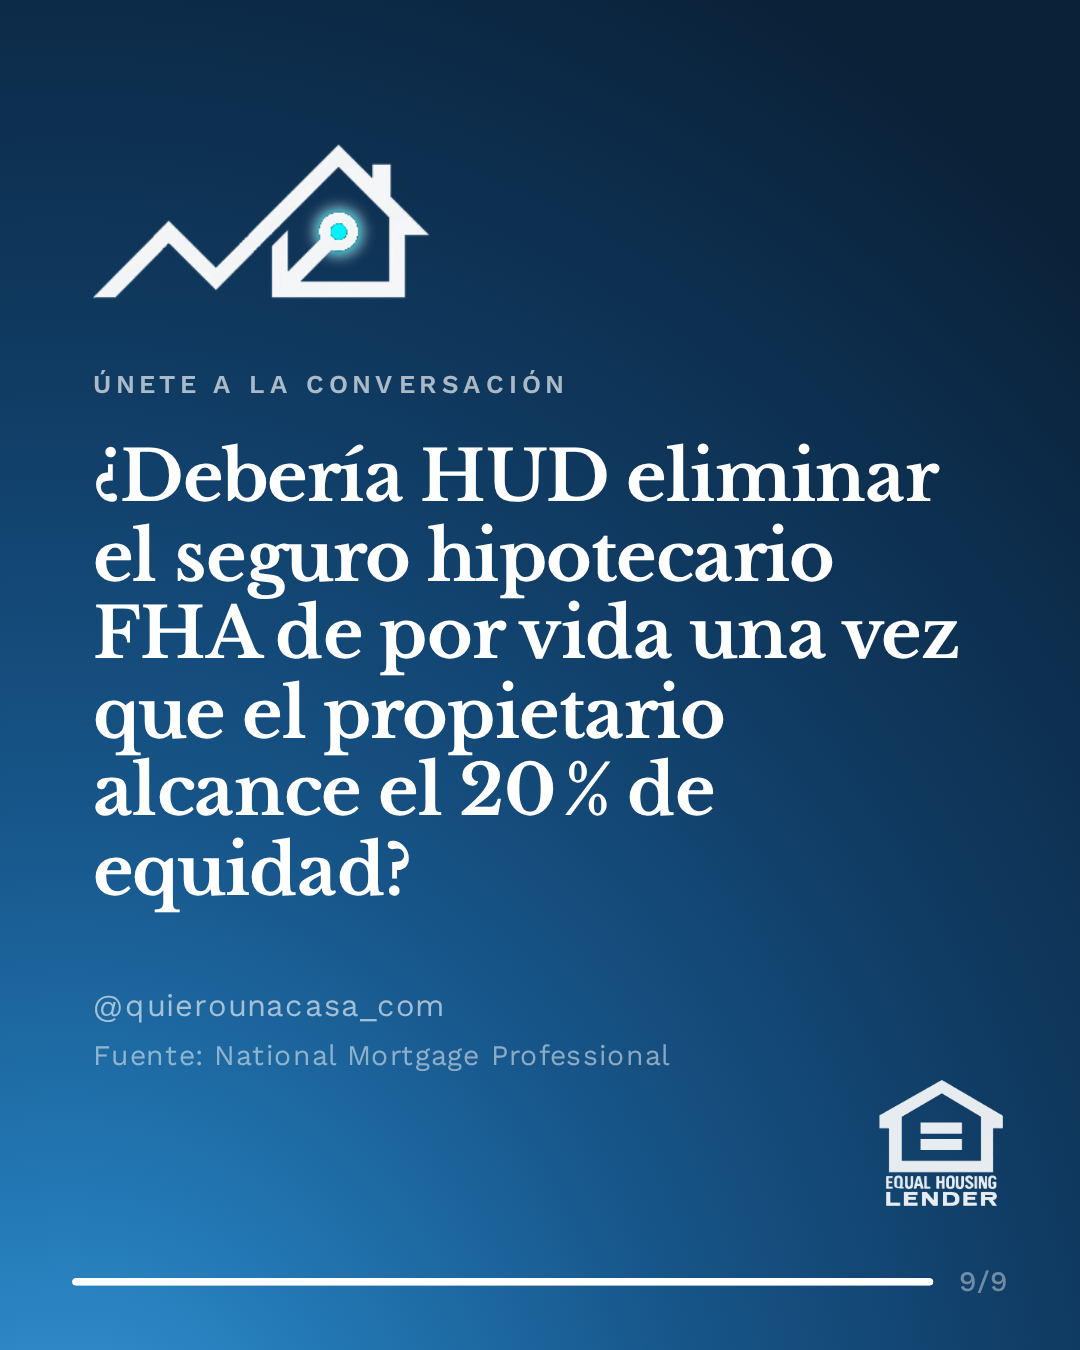 ÚNETE A LA CONVERSACIÓN
¿Debería HUD eliminar
el seguro hipotecario
FHA de por vida una vez
que el propietario
alcance el 20% de
equidad?
@quierounacasa_com
Fuente: National Mortgage Professional
EQUAL HOUSING
LENDER
9/9